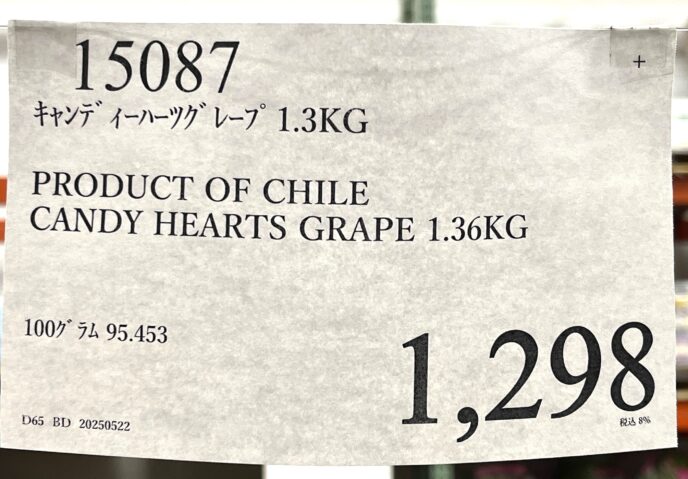 15087
+
ｷｬﾝﾃﾞｨｰﾊｰﾂｸﾞﾚｰﾌﾟ 1.3KG
PRODUCT OF CHILE
CANDY HEARTS GRAPE 1.36KG
100ｸﾞﾗﾑ 95.453
1,298
税込 8%
D65 BD 20250522